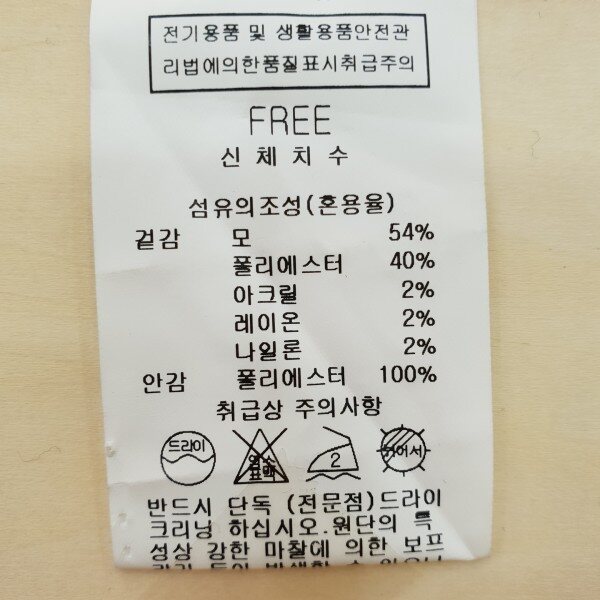 전기용품 및 생활용품안전관
리법에의한품질표시취급주의
FREE
신체치수
섬유의조성(혼용율)
겉감 모 54%
폴리에스터 40%
아크릴 2%
레이온 2%
나일론 2%
안감 폴리에스터 100%
취급상 주의사항
드라이 염소 표백 2 뉘어서
반드시 단독 (전문점)드라이
크리닝 하십시오.원단의 특
성상 강한 마찰에 의한 보프